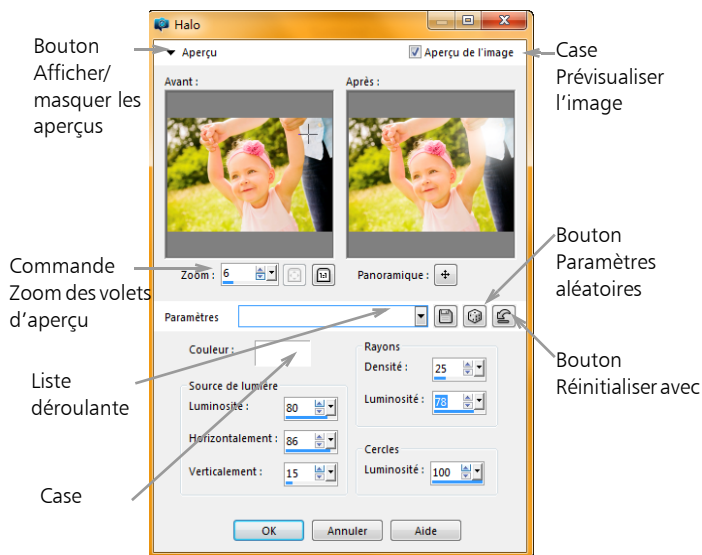 Halo
Bouton
Afficher/
masquer les
aperçus
Aperçu
Aperçu de l'image
Case
Prévisualiser
l'image
Avant :
Après :
Commande
Zoom des volets
d'aperçu
Zoom : 6
1:1
Panoramique :
Bouton
Paramètres
aléatoires
Paramètres
Couleur :
Rayons
Densité : 25
Luminosité : 78
Bouton
Réinitialiser avec
Liste
déroulante
Source de lumière
Luminosité : 80
Horizontalement : 86
Verticalement : 15
Cercles
Luminosité : 100
Case
OK
Annuler
Aide